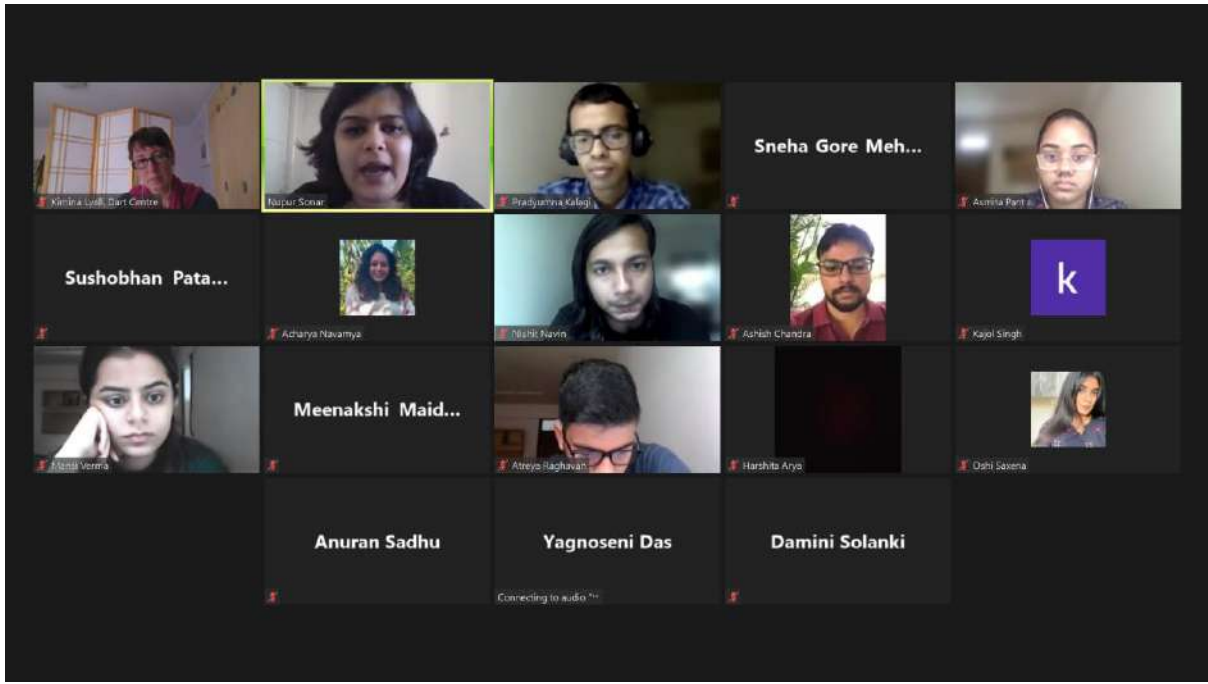 Kimina Lyall, Dart Centre
Nupur Sonar
Pradyumna Kalagi
Sneha Gore Meh...
Asmita Pant
Sushobhan Pata...
Acharya Navamya
Nishit Navin
Ashish Chandra
k
Kajol Singh
Mansi Verma
Meenakshi Maid...
Atreyo Raghavan
Harshita Arya
Oshi Saxena
Anuran Sadhu
Yagnoseni Das
Connecting to audio
Damini Solanki